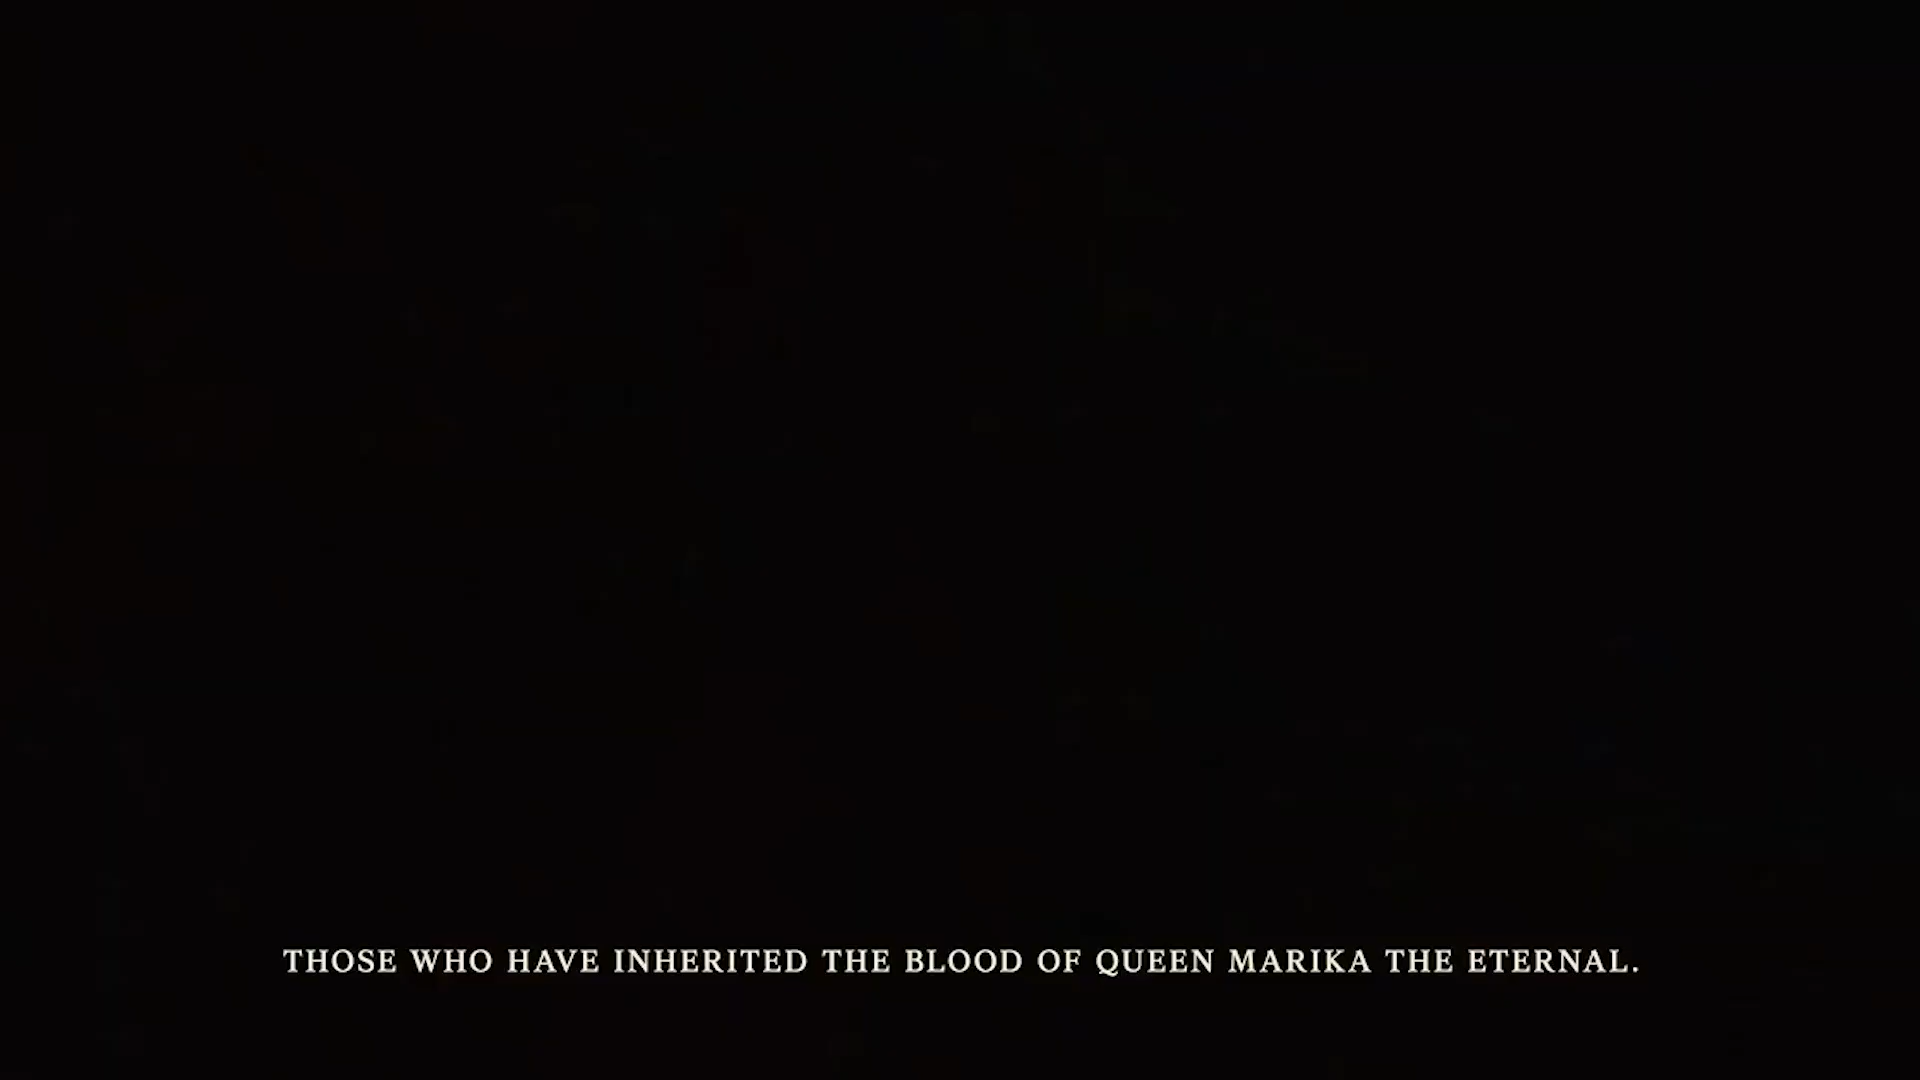 THOSE WHO HAVE INHERITED THE BLOOD OF QUEEN MARIKA THE ETERNAL.